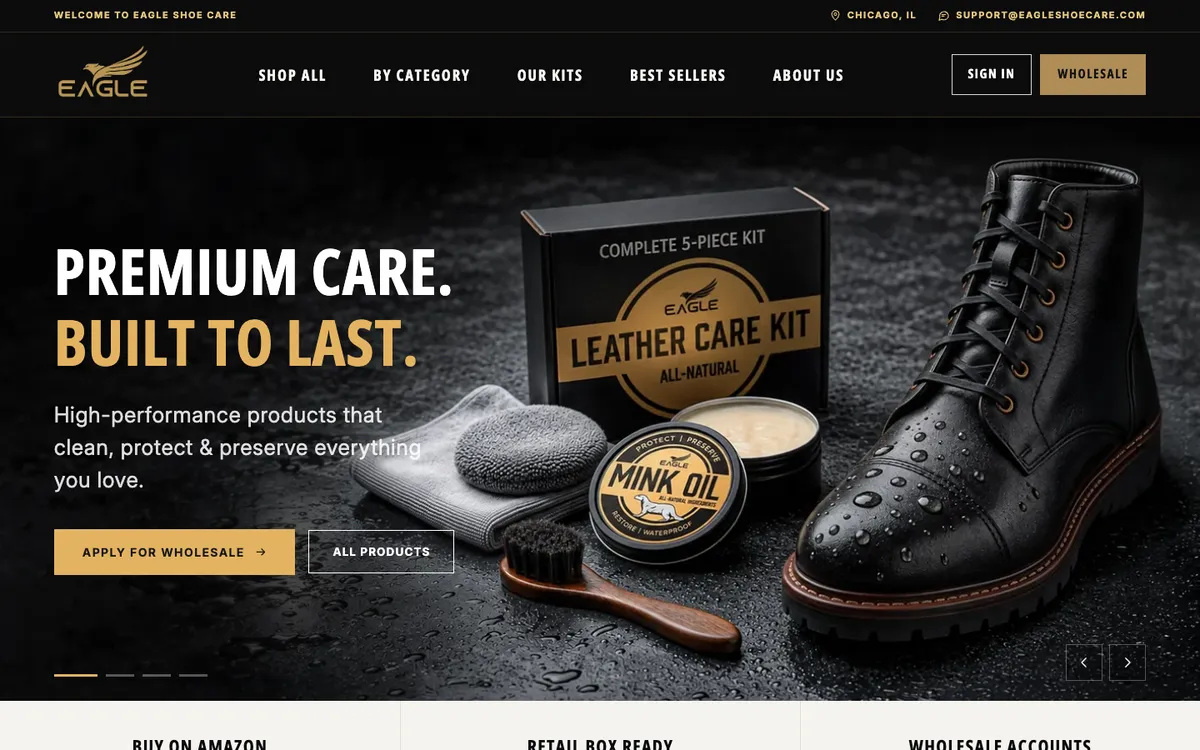 WELCOME TO EAGLE SHOE CARE
CHICAGO, IL
SUPPORT@EAGLESHOECARE.COM
EAGLE
SHOP ALL
BY CATEGORY
OUR KITS
BEST SELLERS
ABOUT US
SIGN IN
WHOLESALE
PREMIUM CARE.
BUILT TO LAST.
High-performance products that
clean, protect & preserve everything
you love.
APPLY FOR WHOLESALE →
ALL PRODUCTS
COMPLETE 5-PIECE KIT
EAGLE
LEATHER CARE KIT
ALL-NATURAL
PROTECT | PRESERVE
EAGLE
MINK OIL
ALL-NATURAL INGREDIENTS
RESTORE | WATERPROOF
BUY ON AMAZON
RETAIL BOX READY
WHOLESALE ACCOUNTS